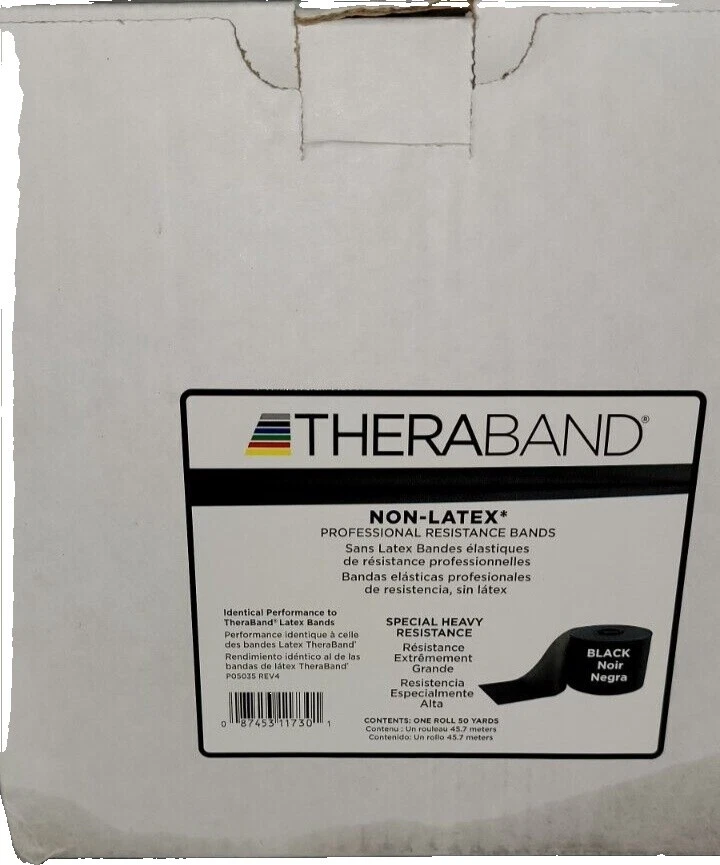 THERABAND®
NON-LATEX*
PROFESSIONAL RESISTANCE BANDS
Sans Latex Bandes élastiques
de résistance professionnelles
Bandas elásticas profesionales
de resistencia, sin látex
Identical Performance to
TheraBand® Latex Bands
Performance identique à celle
des bandes Latex TheraBand®
Rendimiento idéntico al de las
bandas de látex TheraBand®
P05035 REV4
0 87453 11730 1
SPECIAL HEAVY
RESISTANCE
Résistance
Extrêmement
Grande
Resistencia
Especialmente
Alta
BLACK
Noir
Negra
CONTENTS: ONE ROLL 50 YARDS
Contenu : Un rouleau 45.7 meters
Contenido: Un rollo 45.7 meters